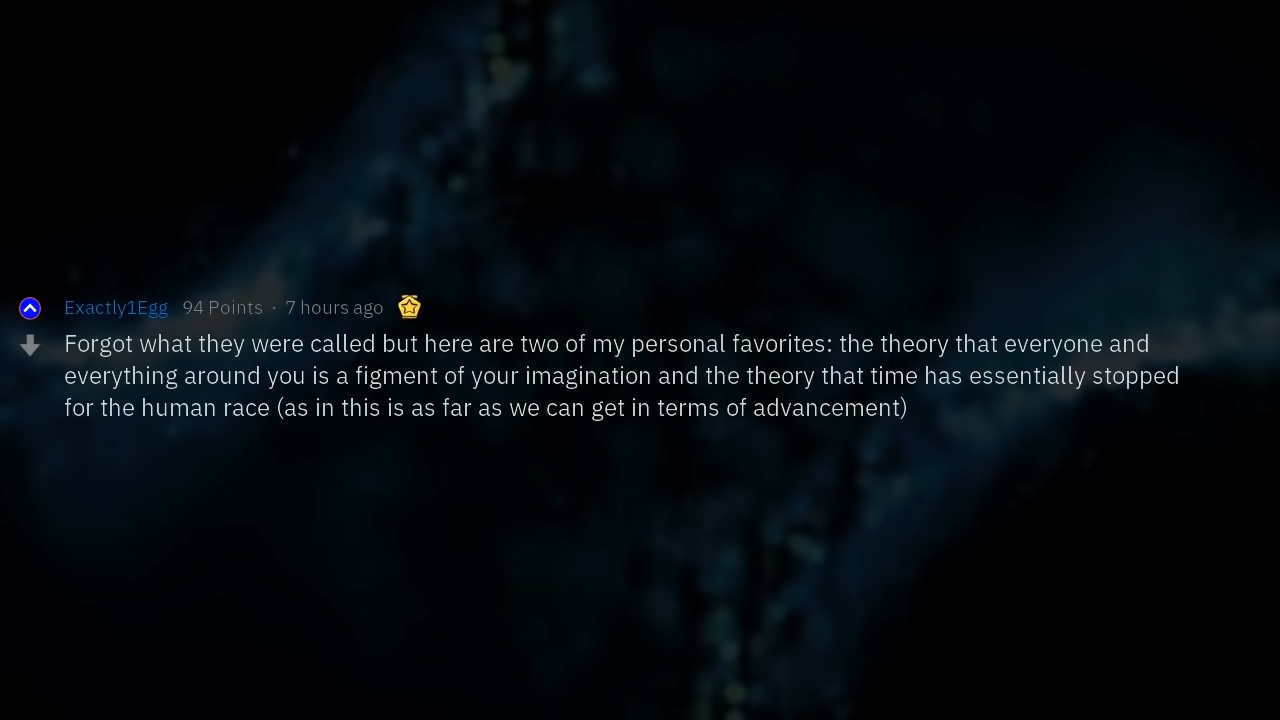 Exactly1Egg 94 Points · 7 hours ago
Forgot what they were called but here are two of my personal favorites: the theory that everyone and
everything around you is a figment of your imagination and the theory that time has essentially stopped
for the human race (as in this is as far as we can get in terms of advancement)